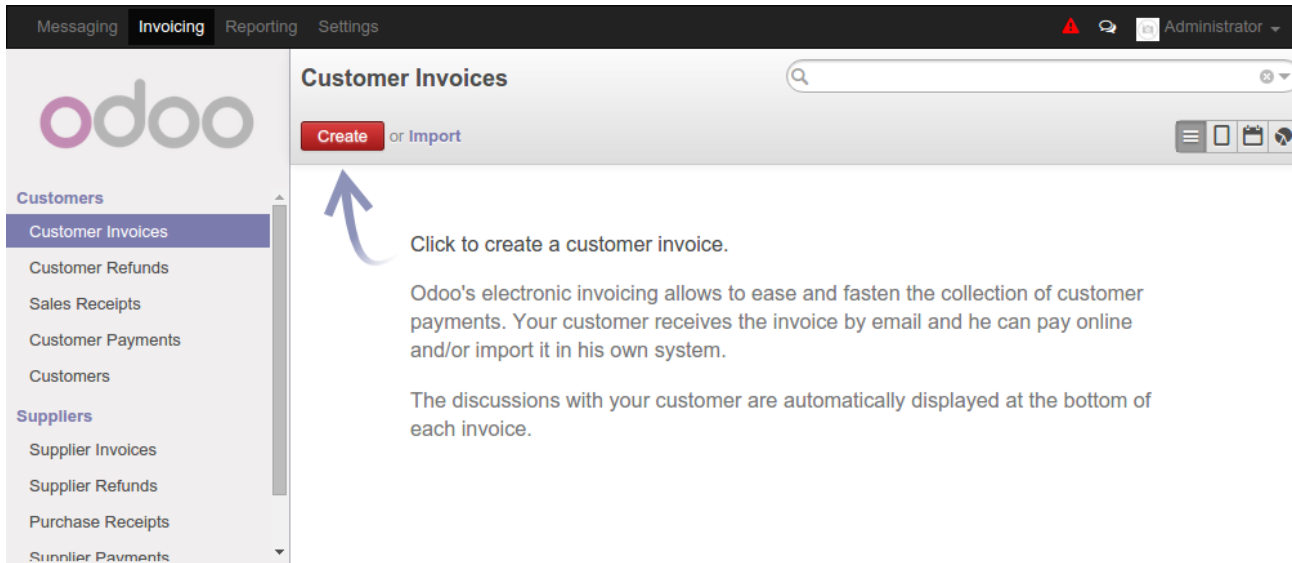 Messaging Invoicing Reporting Settings Administrator
odoo
Customer Invoices
Create or Import
Customers
Customer Invoices
Customer Refunds
Sales Receipts
Customer Payments
Customers
Suppliers
Supplier Invoices
Supplier Refunds
Purchase Receipts
Supplier Payments
Click to create a customer invoice.
Odoo's electronic invoicing allows to ease and fasten the collection of customer
payments. Your customer receives the invoice by email and he can pay online
and/or import it in his own system.
The discussions with your customer are automatically displayed at the bottom of
each invoice.